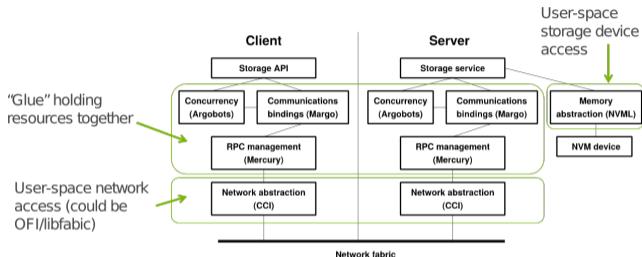 User-space
storage device
access
Client
Server
Storage API
Storage service
“Glue” holding
resources together
Concurrency
(Argobots)
Communications
bindings (Margo)
Concurrency
(Argobots)
Communications
bindings (Margo)
Memory
abstraction (NVML)
RPC management
(Mercury)
RPC management
(Mercury)
NVM device
User-space network
access (could be
OFI/libfabic)
Network abstraction
(CCI)
Network abstraction
(CCI)
Network fabric